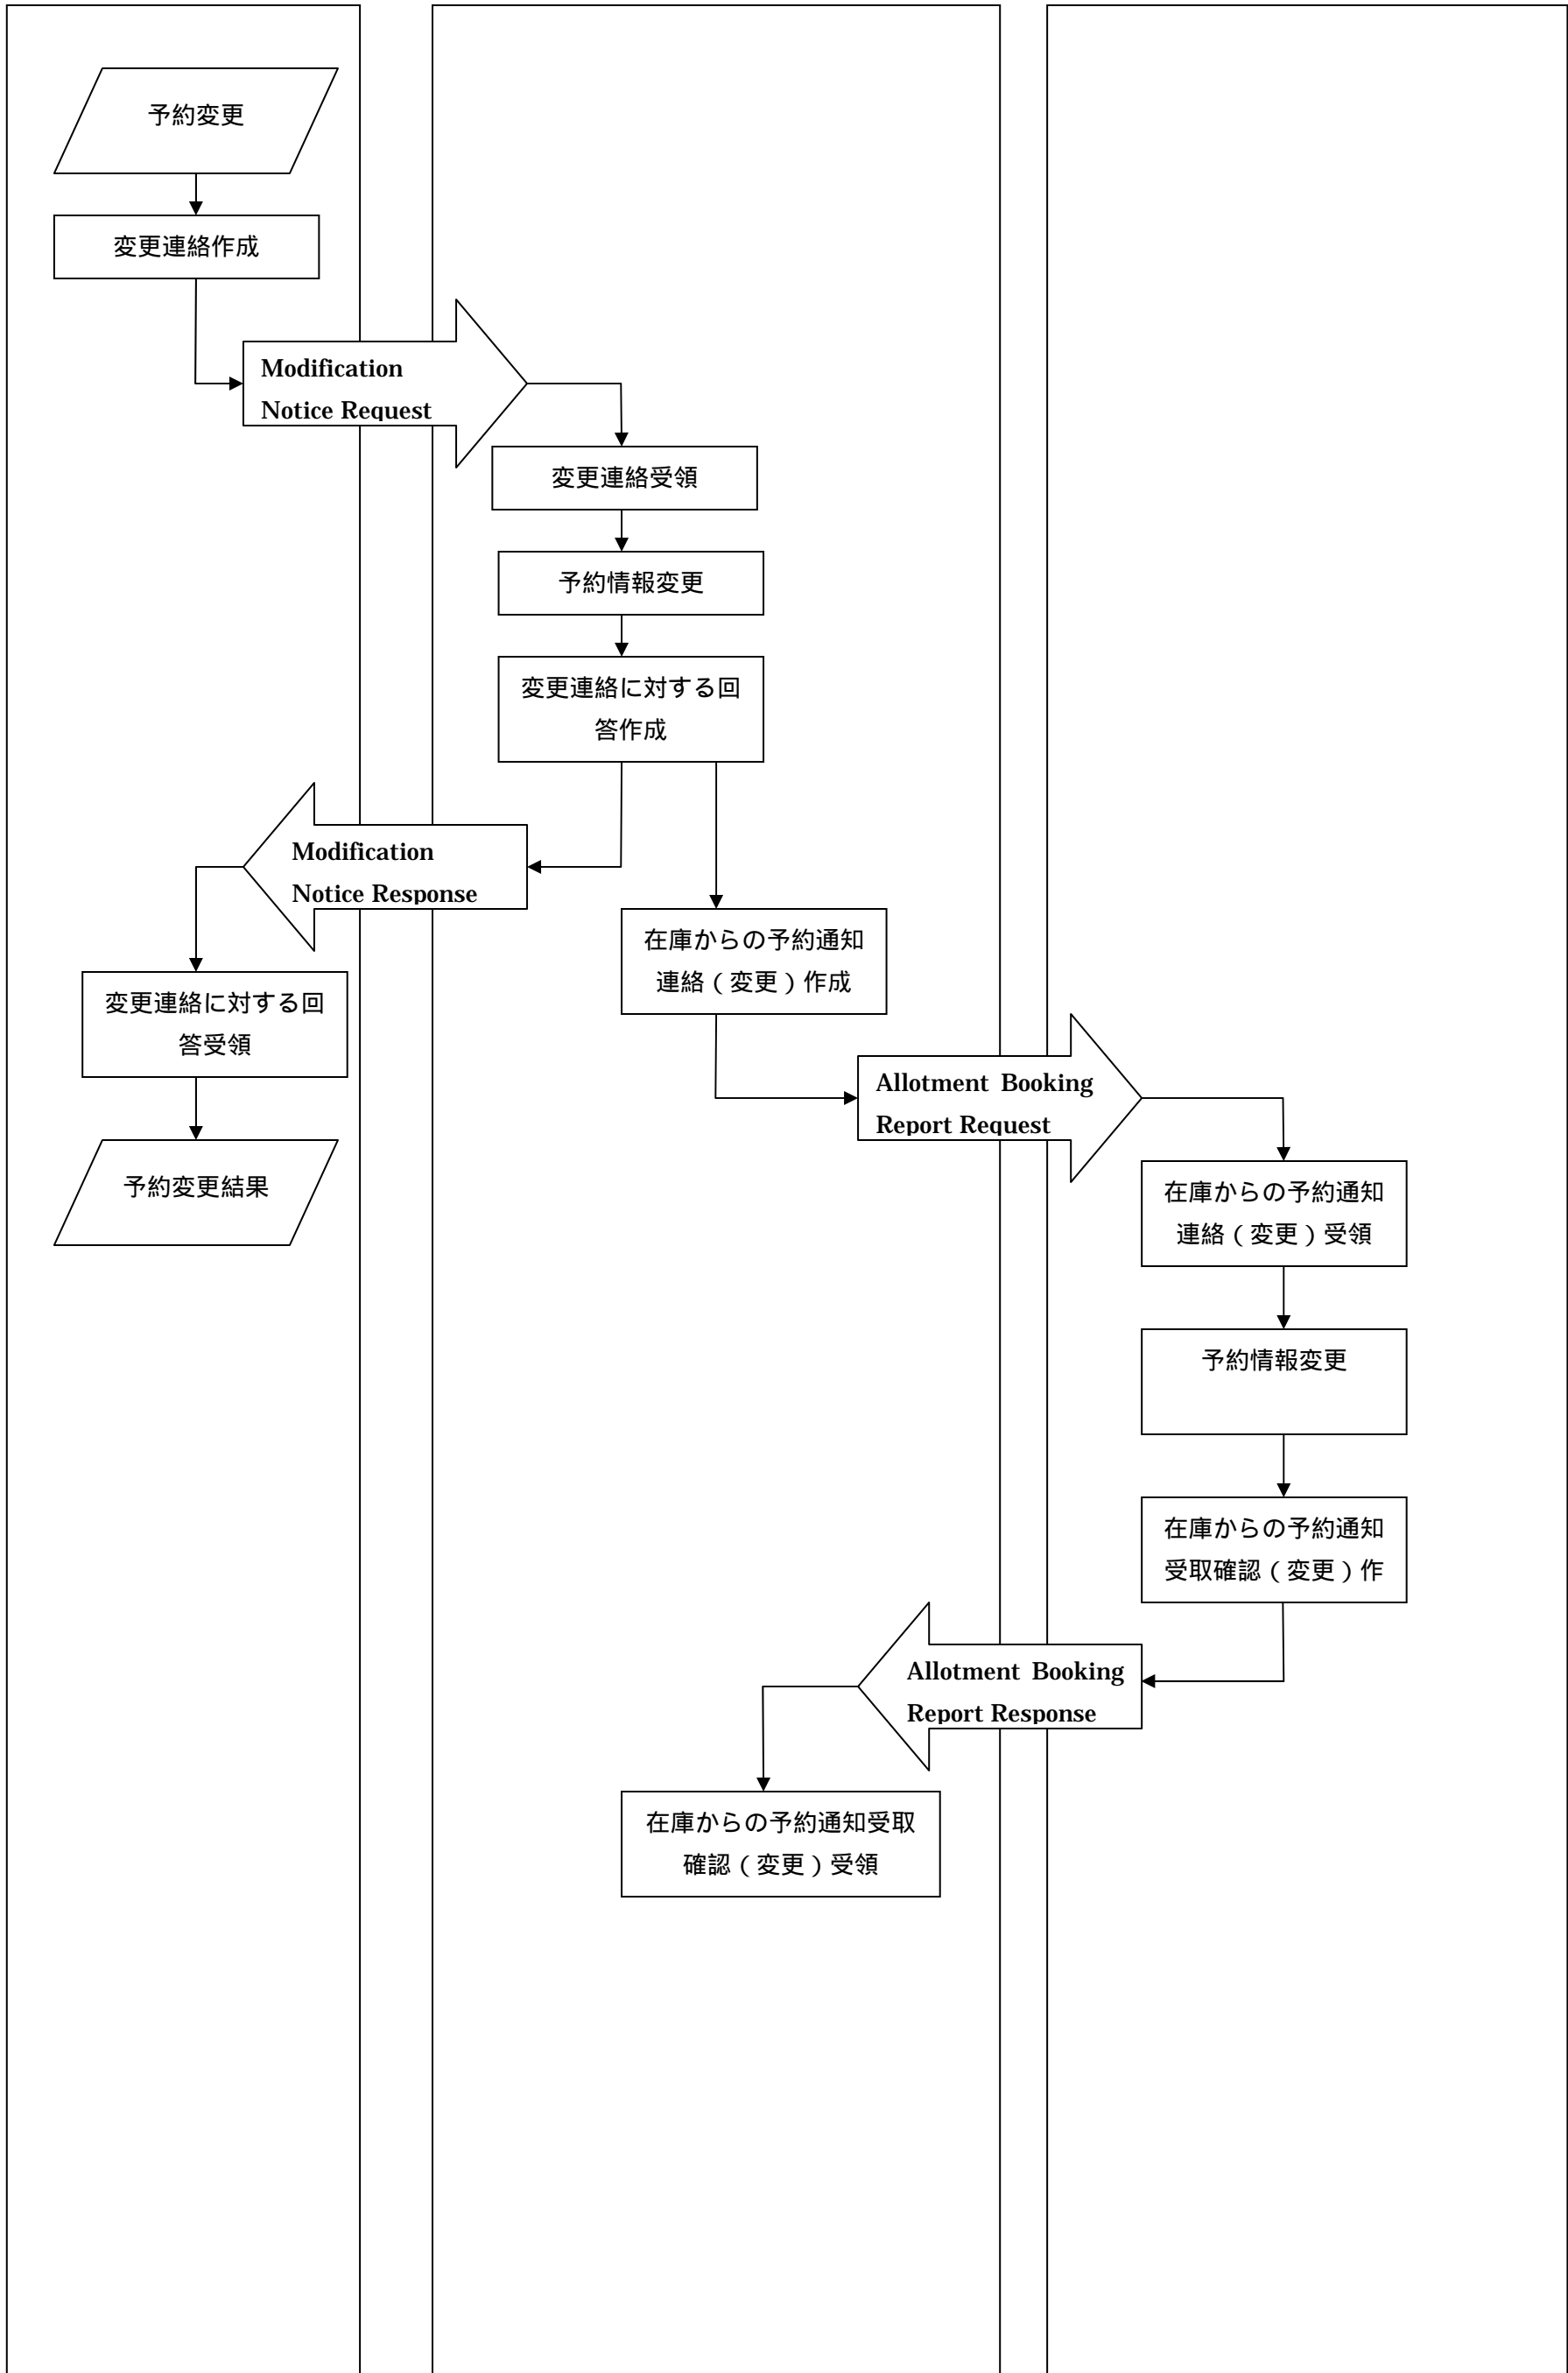 予約変更
変更連絡作成
Modification
Notice Request
変更連絡受領
予約情報変更
変更連絡に対する回
答作成
Modification
Notice Response
在庫からの予約通知
連絡（変更）作成
変更連絡に対する回
答受領
Allotment Booking
Report Request
予約変更結果
在庫からの予約通知
連絡（変更）受領
予約情報変更
在庫からの予約通知
受取確認（変更）作
Allotment Booking
Report Response
在庫からの予約通知受取
確認（変更）受領